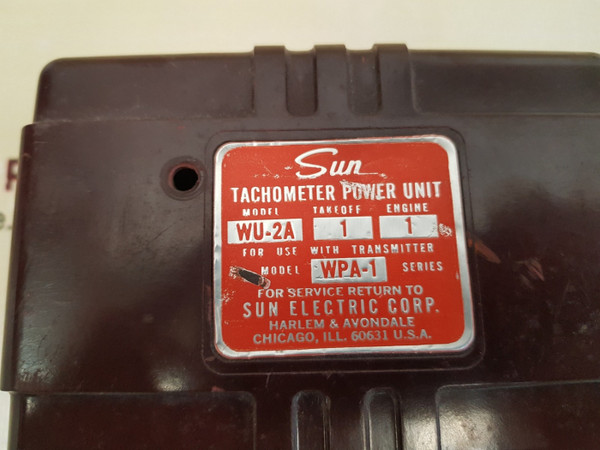 Sun
TACHOMETER POWER UNIT
MODEL TAKEOFF ENGINE
WU-2A 1 1
FOR USE WITH TRANSMITTER
MODEL WPA-1 SERIES
FOR SERVICE RETURN TO
SUN ELECTRIC CORP.
HARLEM & AVONDALE
CHICAGO, ILL. 60631 U.S.A.